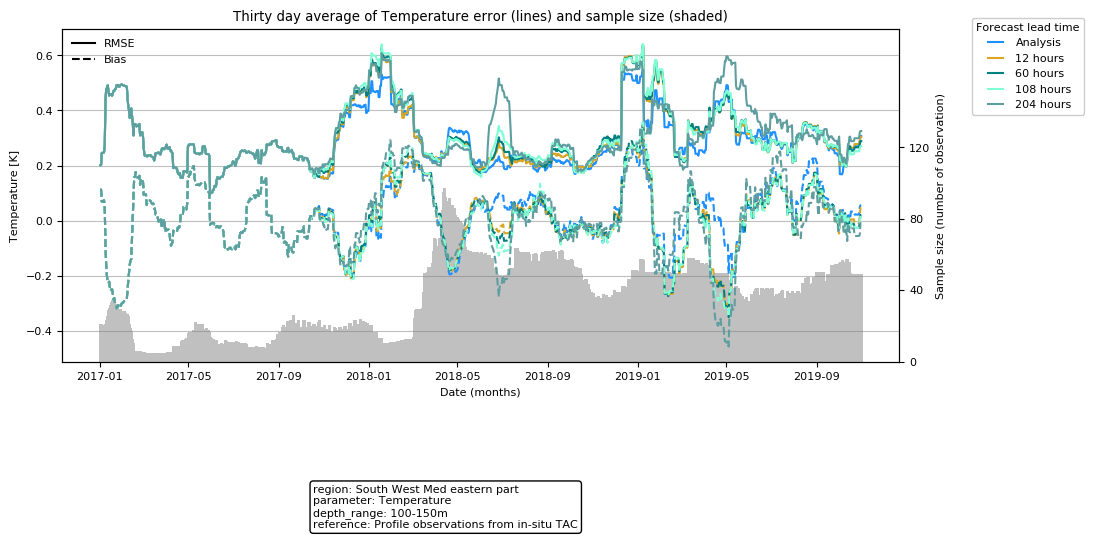 Thirty day average of Temperature error (lines) and sample size (shaded)
RMSE
Bias
Forecast lead time
Analysis
12 hours
60 hours
108 hours
204 hours
Temperature [K]
0.6
0.4
0.2
0.0
−0.2
−0.4
Sample size (number of observation)
120
80
40
0
2017-01 2017-05 2017-09 2018-01 2018-05 2018-09 2019-01 2019-05 2019-09
Date (months)
region: South West Med eastern part
parameter: Temperature
depth_range: 100-150m
reference: Profile observations from in-situ TAC